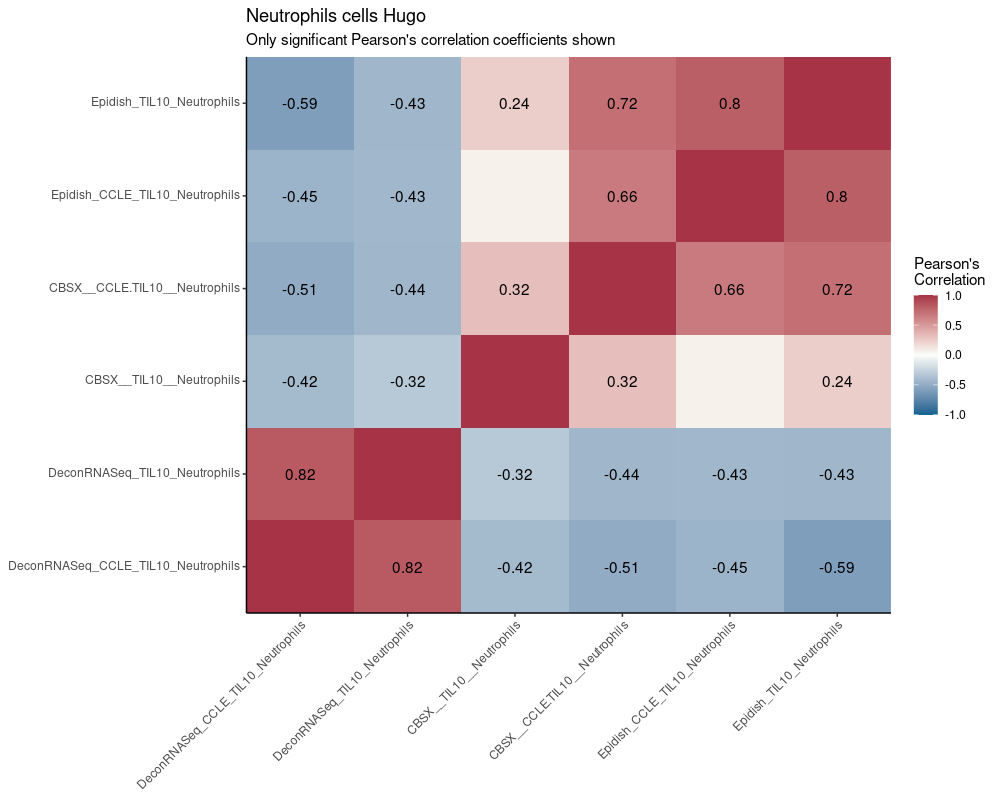 Neutrophils cells Hugo
Only significant Pearson's correlation coefficients shown
Epidish_TIL10_Neutrophils
-0.59 -0.43 0.24 0.72 0.8
Epidish_CCLE_TIL10_Neutrophils
-0.45 -0.43 0.66 0.8
CBSX__CCLE.TIL10__Neutrophils
-0.51 -0.44 0.32 0.66 0.72
CBSX__TIL10__Neutrophils
-0.42 -0.32 0.32 0.24
DeconRNASeq_TIL10_Neutrophils
0.82 -0.32 -0.44 -0.43 -0.43
DeconRNASeq_CCLE_TIL10_Neutrophils
0.82 -0.42 -0.51 -0.45 -0.59
DeconRNASeq_CCLE_TIL10_Neutrophils
DeconRNASeq_TIL10_Neutrophils
CBSX__TIL10__Neutrophils
CBSX__CCLE.TIL10__Neutrophils
Epidish_CCLE_TIL10_Neutrophils
Epidish_TIL10_Neutrophils
Pearson's
Correlation
1.0
0.5
0.0
-0.5
-1.0